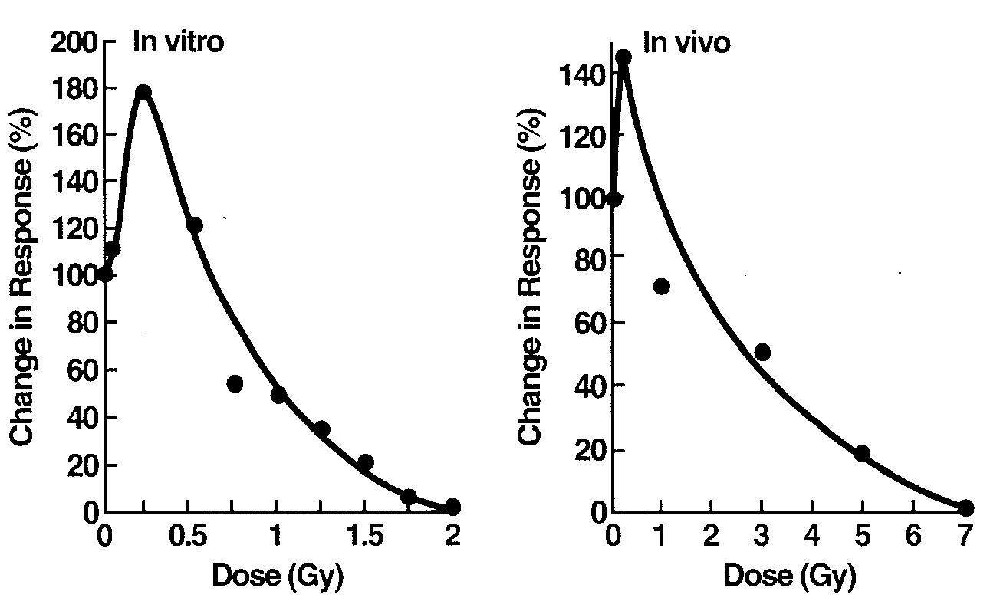 In vitro
Change in Response (%)
200
180
160
140
120
100
80
60
40
20
0
0 0.5 1 1.5 2
Dose (Gy)
In vivo
Change in Response (%)
140
120
100
80
60
40
20
0
0 1 2 3 4 5 6 7
Dose (Gy)